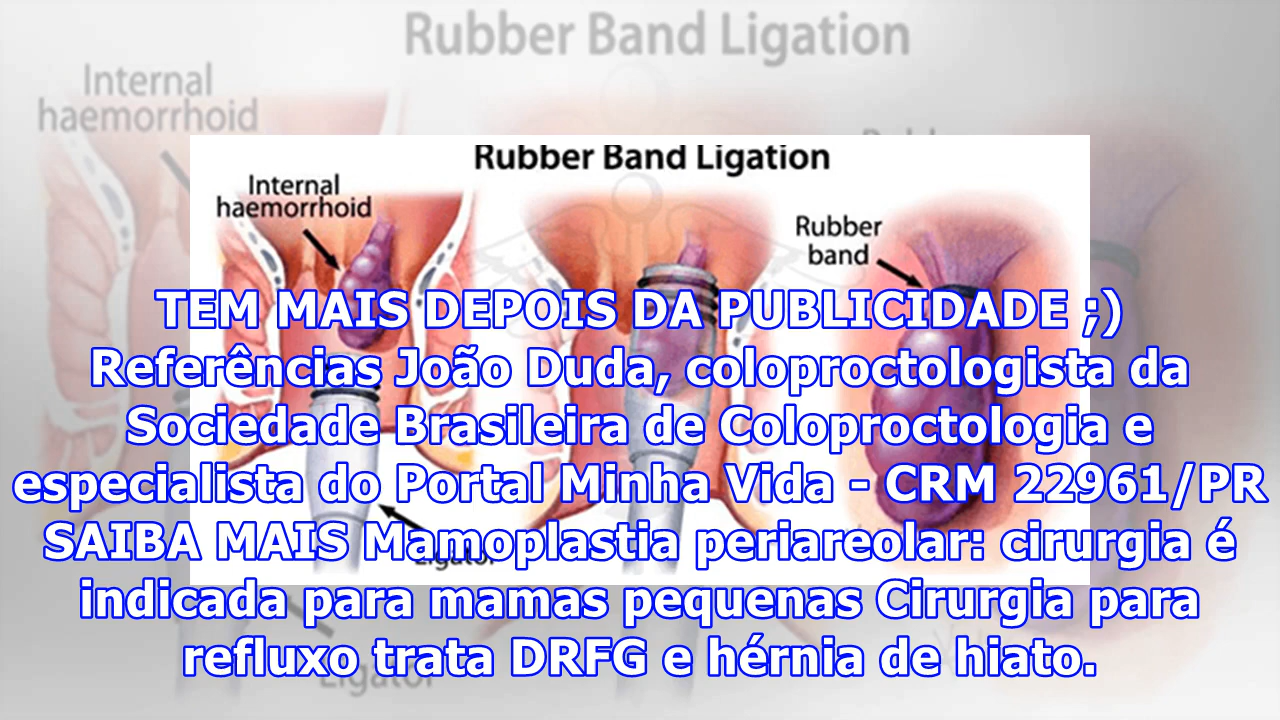 Rubber Band Ligation
Internal
haemorrhoid
Rubber Band Ligation
Internal
haemorrhoid
Rubber
band
TEM MAIS DEPOIS DA PUBLICIDADE ;)
Referências João Duda, coloproctologista da
Sociedade Brasileira de Coloproctologia e
especialista do Portal Minha Vida - CRM 22961/PR
SAIBA MAIS Mamoplastia periareolar: cirurgia é
Ligator
indicada para mamas pequenas Cirurgia para
refluxo trata DRFG e hérnia de hiato.
Ligator